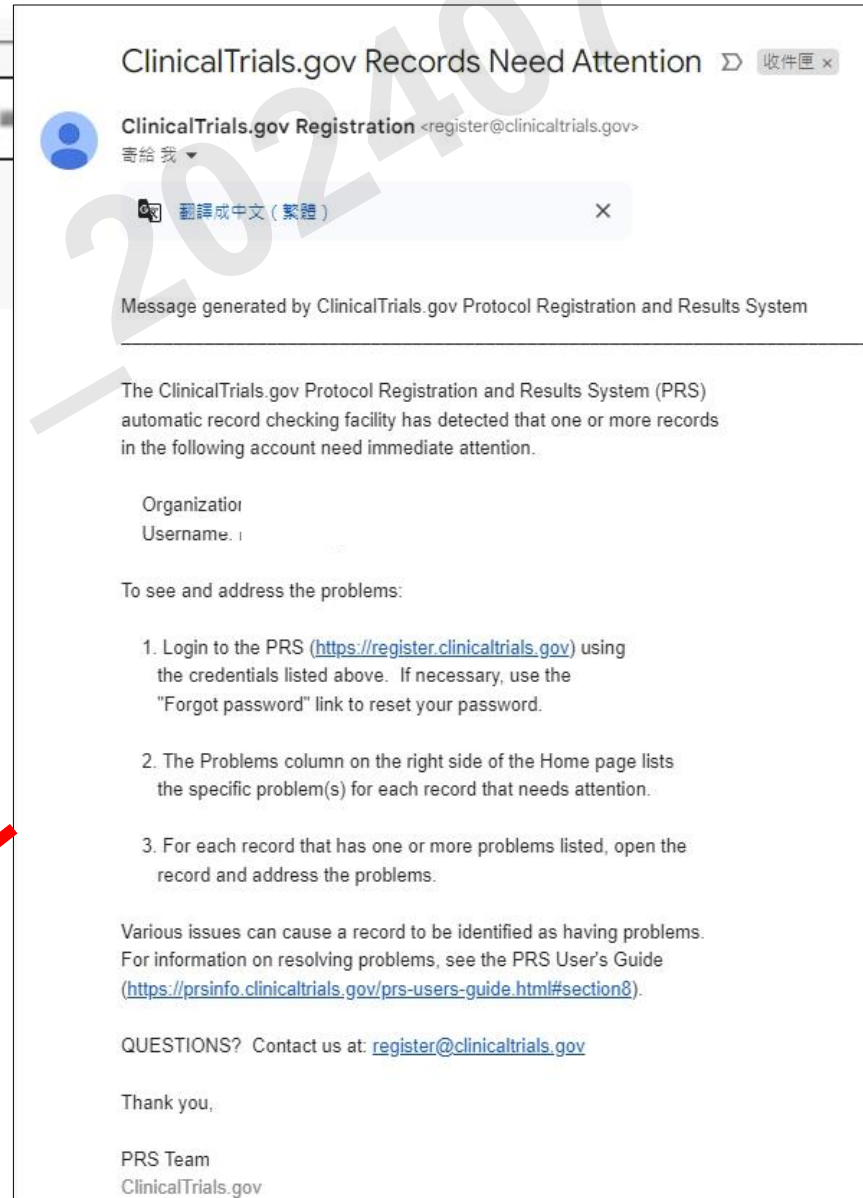 ClinicalTrials.gov Records Need Attention 收件匣 ×
ClinicalTrials.gov Registration <register@clinicaltrials.gov>
寄給 我
翻譯成中文（繁體） ×
Message generated by ClinicalTrials.gov Protocol Registration and Results System
The ClinicalTrials.gov Protocol Registration and Results System (PRS)
automatic record checking facility has detected that one or more records
in the following account need immediate attention.
Organization
Username:
To see and address the problems:
1. Login to the PRS (https://register.clinicaltrials.gov) using
the credentials listed above. If necessary, use the
"Forgot password" link to reset your password.
2. The Problems column on the right side of the Home page lists
the specific problem(s) for each record that needs attention.
3. For each record that has one or more problems listed, open the
record and address the problems.
Various issues can cause a record to be identified as having problems.
For information on resolving problems, see the PRS User's Guide
(https://prsinfo.clinicaltrials.gov/prs-users-guide.html#section8).
QUESTIONS? Contact us at: register@clinicaltrials.gov
Thank you,
PRS Team
ClinicalTrials.gov
_202407